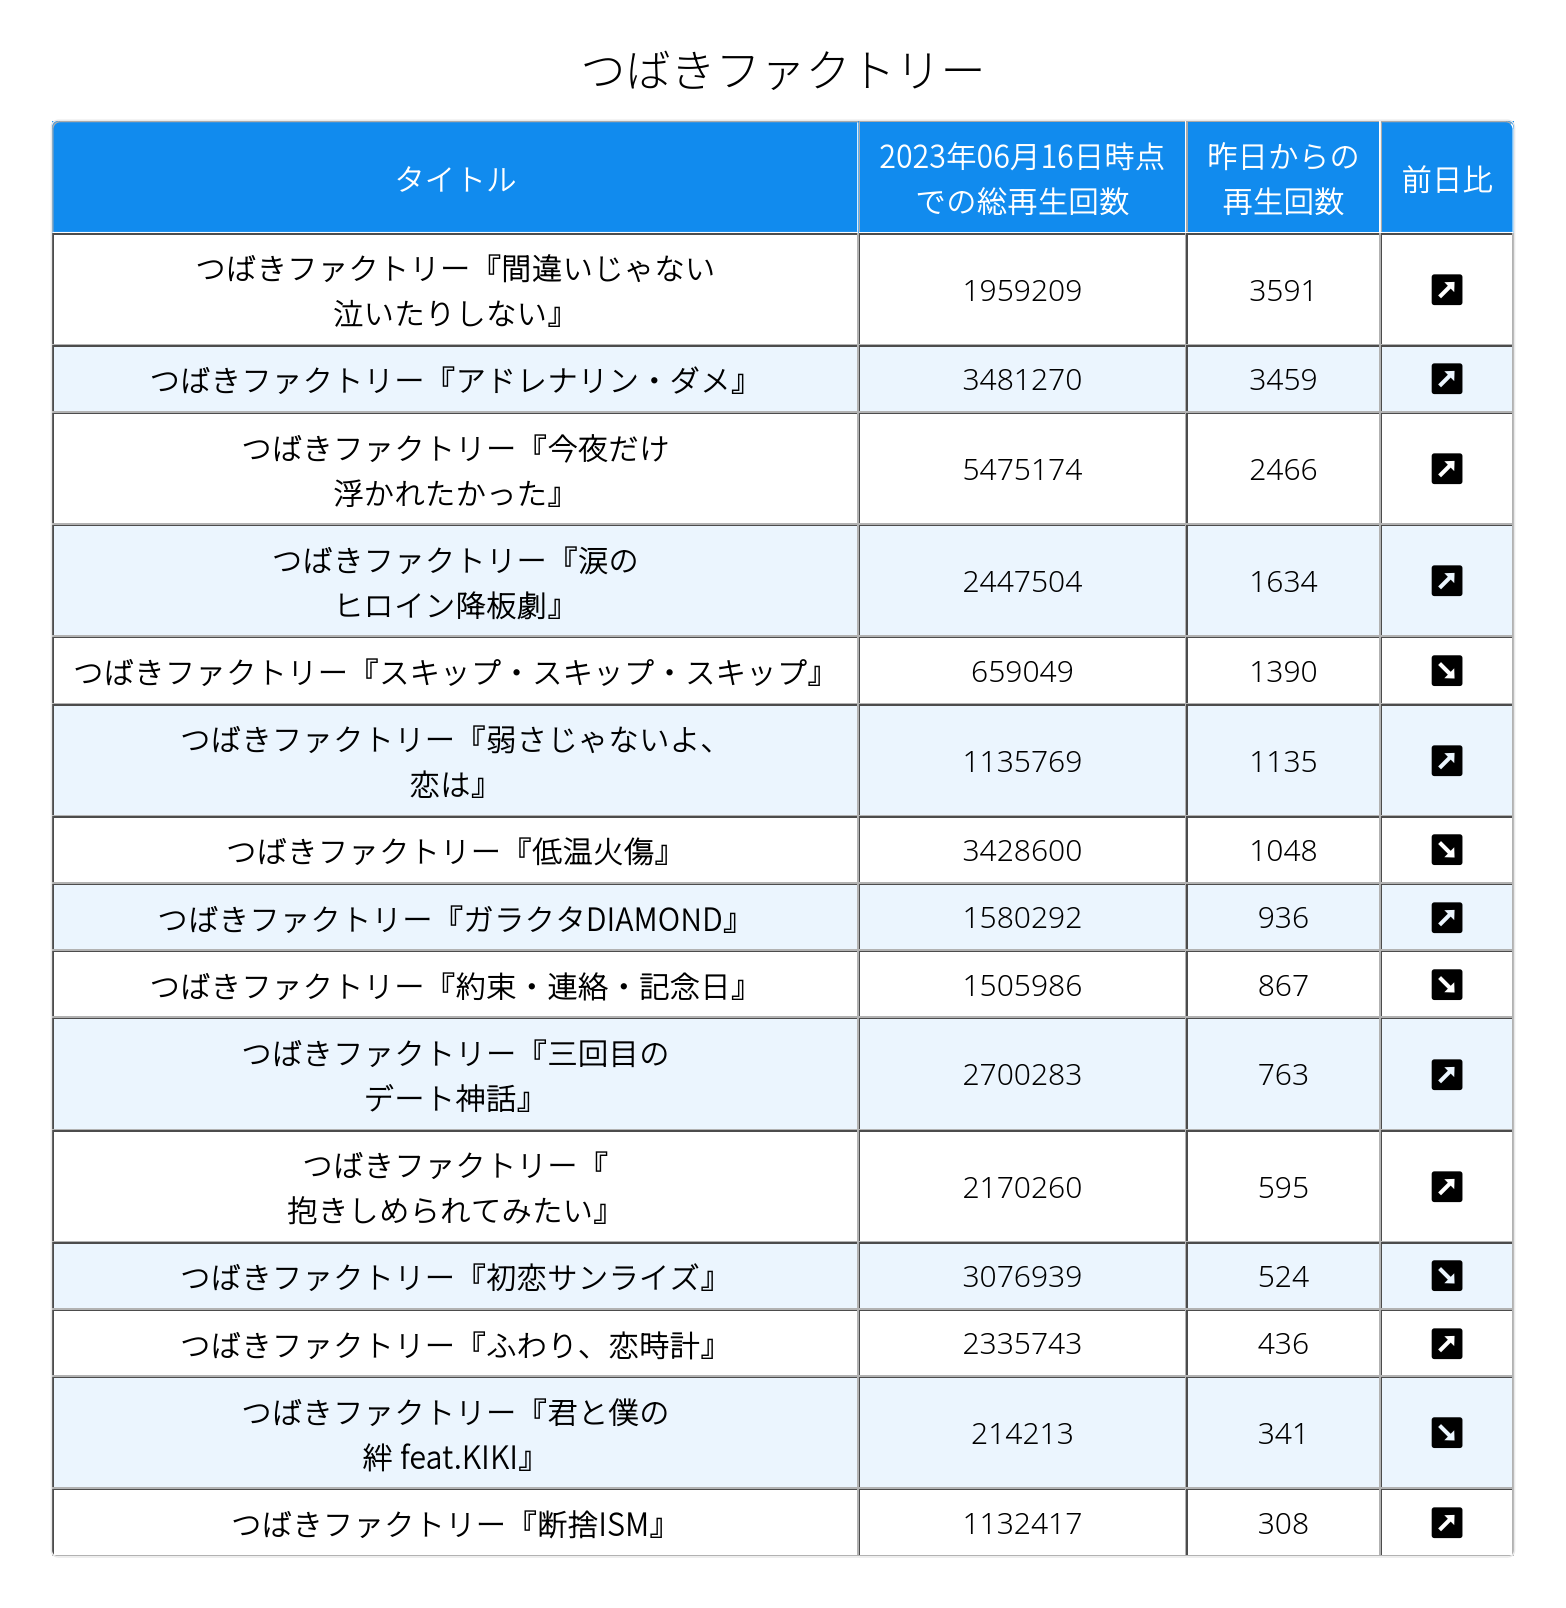 つばきファクトリー
タイトル
2023年06月16日時点
での総再生回数
昨日からの
再生回数
前日比
つばきファクトリー『間違いじゃない
泣いたりしない』
1959209
3591
つばきファクトリー『アドレナリン・ダメ』
3481270
3459
つばきファクトリー『今夜だけ
浮かれたかった』
5475174
2466
つばきファクトリー『涙の
ヒロイン降板劇』
2447504
1634
つばきファクトリー『スキップ・スキップ・スキップ』
659049
1390
つばきファクトリー『弱さじゃないよ、
恋は』
1135769
1135
つばきファクトリー『低温火傷』
3428600
1048
つばきファクトリー『ガラクタDIAMOND』
1580292
936
つばきファクトリー『約束・連絡・記念日』
1505986
867
つばきファクトリー『三回目の
デート神話』
2700283
763
つばきファクトリー『
抱きしめられてみたい』
2170260
595
つばきファクトリー『初恋サンライズ』
3076939
524
つばきファクトリー『ふわり、恋時計』
2335743
436
つばきファクトリー『君と僕の
絆 feat.KIKI』
214213
341
つばきファクトリー『断捨ISM』
1132417
308